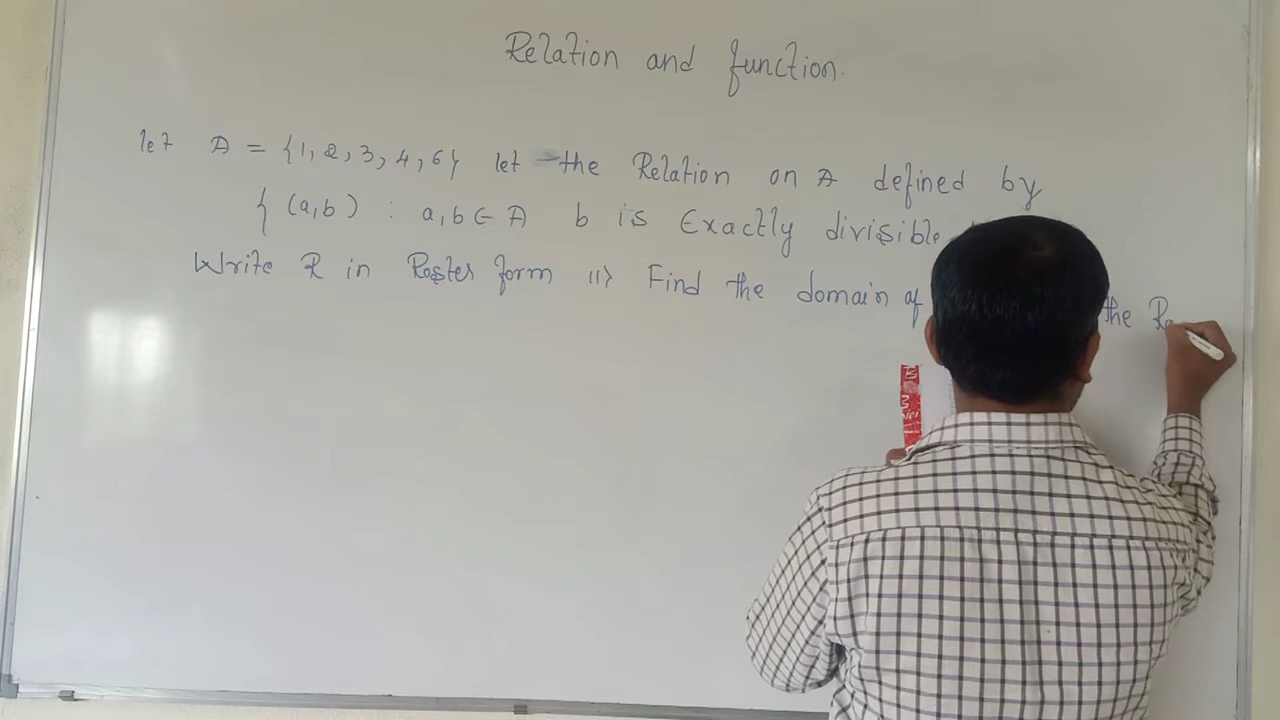 Relation and function.
let A = {1, 2, 3, 4, 6} let the Relation on A defined by
{ (a,b) : a,b ∈ A b is Exactly divisible
Write R in Roster form ii) Find the domain of the